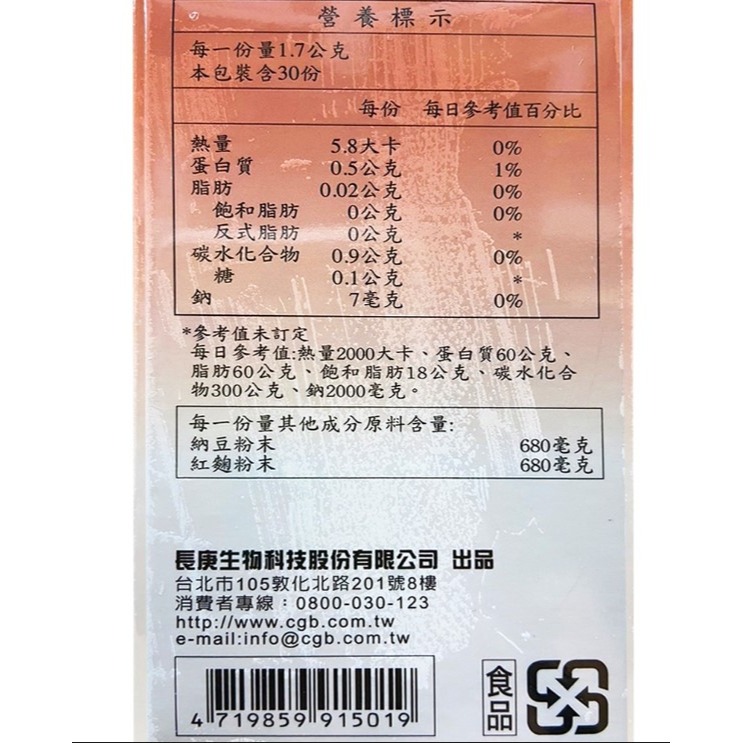 營養標示
每一份量1.7公克
本包裝含30份
每份 每日參考值百分比
熱量 5.8大卡 0%
蛋白質 0.5公克 1%
脂肪 0.02公克 0%
飽和脂肪 0公克 0%
反式脂肪 0公克 *
碳水化合物 0.9公克 0%
糖 0.1公克 *
鈉 7毫克 0%
*參考值未訂定
每日參考值:熱量2000大卡、蛋白質60公克、
脂肪60公克、飽和脂肪18公克、碳水化合
物300公克、鈉2000毫克。
每一份量其他成分原料含量:
納豆粉末 680毫克
紅麴粉末 680毫克
長庚生物科技股份有限公司 出品
台北市105敦化北路201號8樓
消費者專線：0800-030-123
http://www.cgb.com.tw
e-mail:info@cgb.com.tw
4 719859 915019
食品